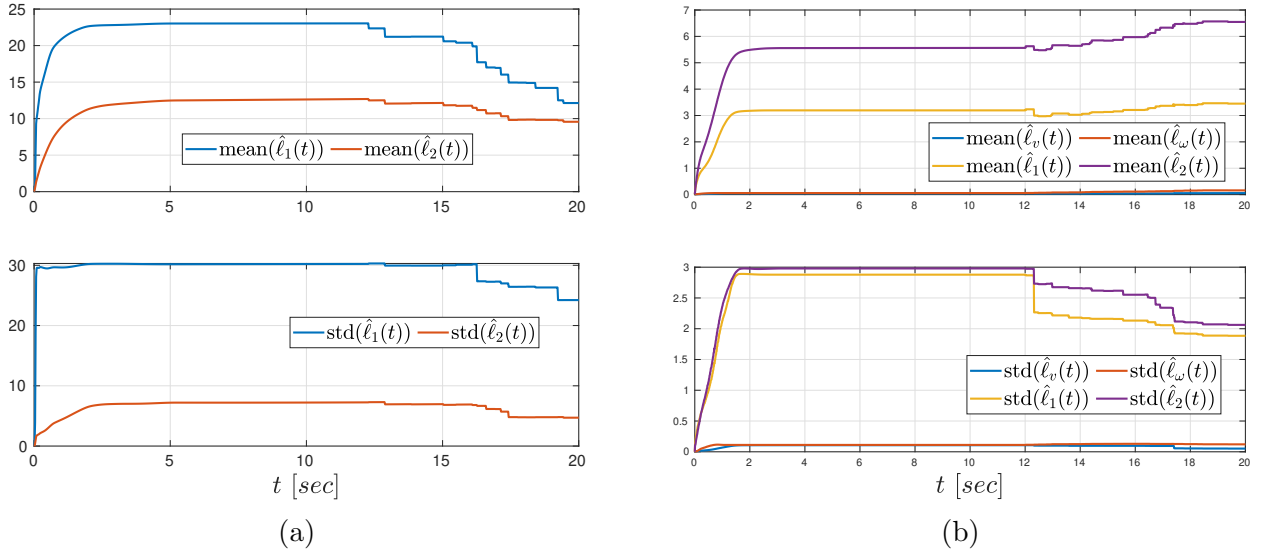 25
20
15
10
5
0
0 5 10 15 20
mean(ℓ̂₁(t)) mean(ℓ̂₂(t))
30
20
10
0
0 5 10 15 20
std(ℓ̂₁(t)) std(ℓ̂₂(t))
t [sec]
(a)
7
6
5
4
3
2
1
0
0 2 4 6 8 10 12 14 16 18 20
mean(ℓ̂ᵥ(t)) mean(ℓ̂_ω(t))
mean(ℓ̂₁(t)) mean(ℓ̂₂(t))
3
2.5
2
1.5
1
0.5
0
0 2 4 6 8 10 12 14 16 18 20
std(ℓ̂ᵥ(t)) std(ℓ̂_ω(t))
std(ℓ̂₁(t)) std(ℓ̂₂(t))
t [sec]
(b)